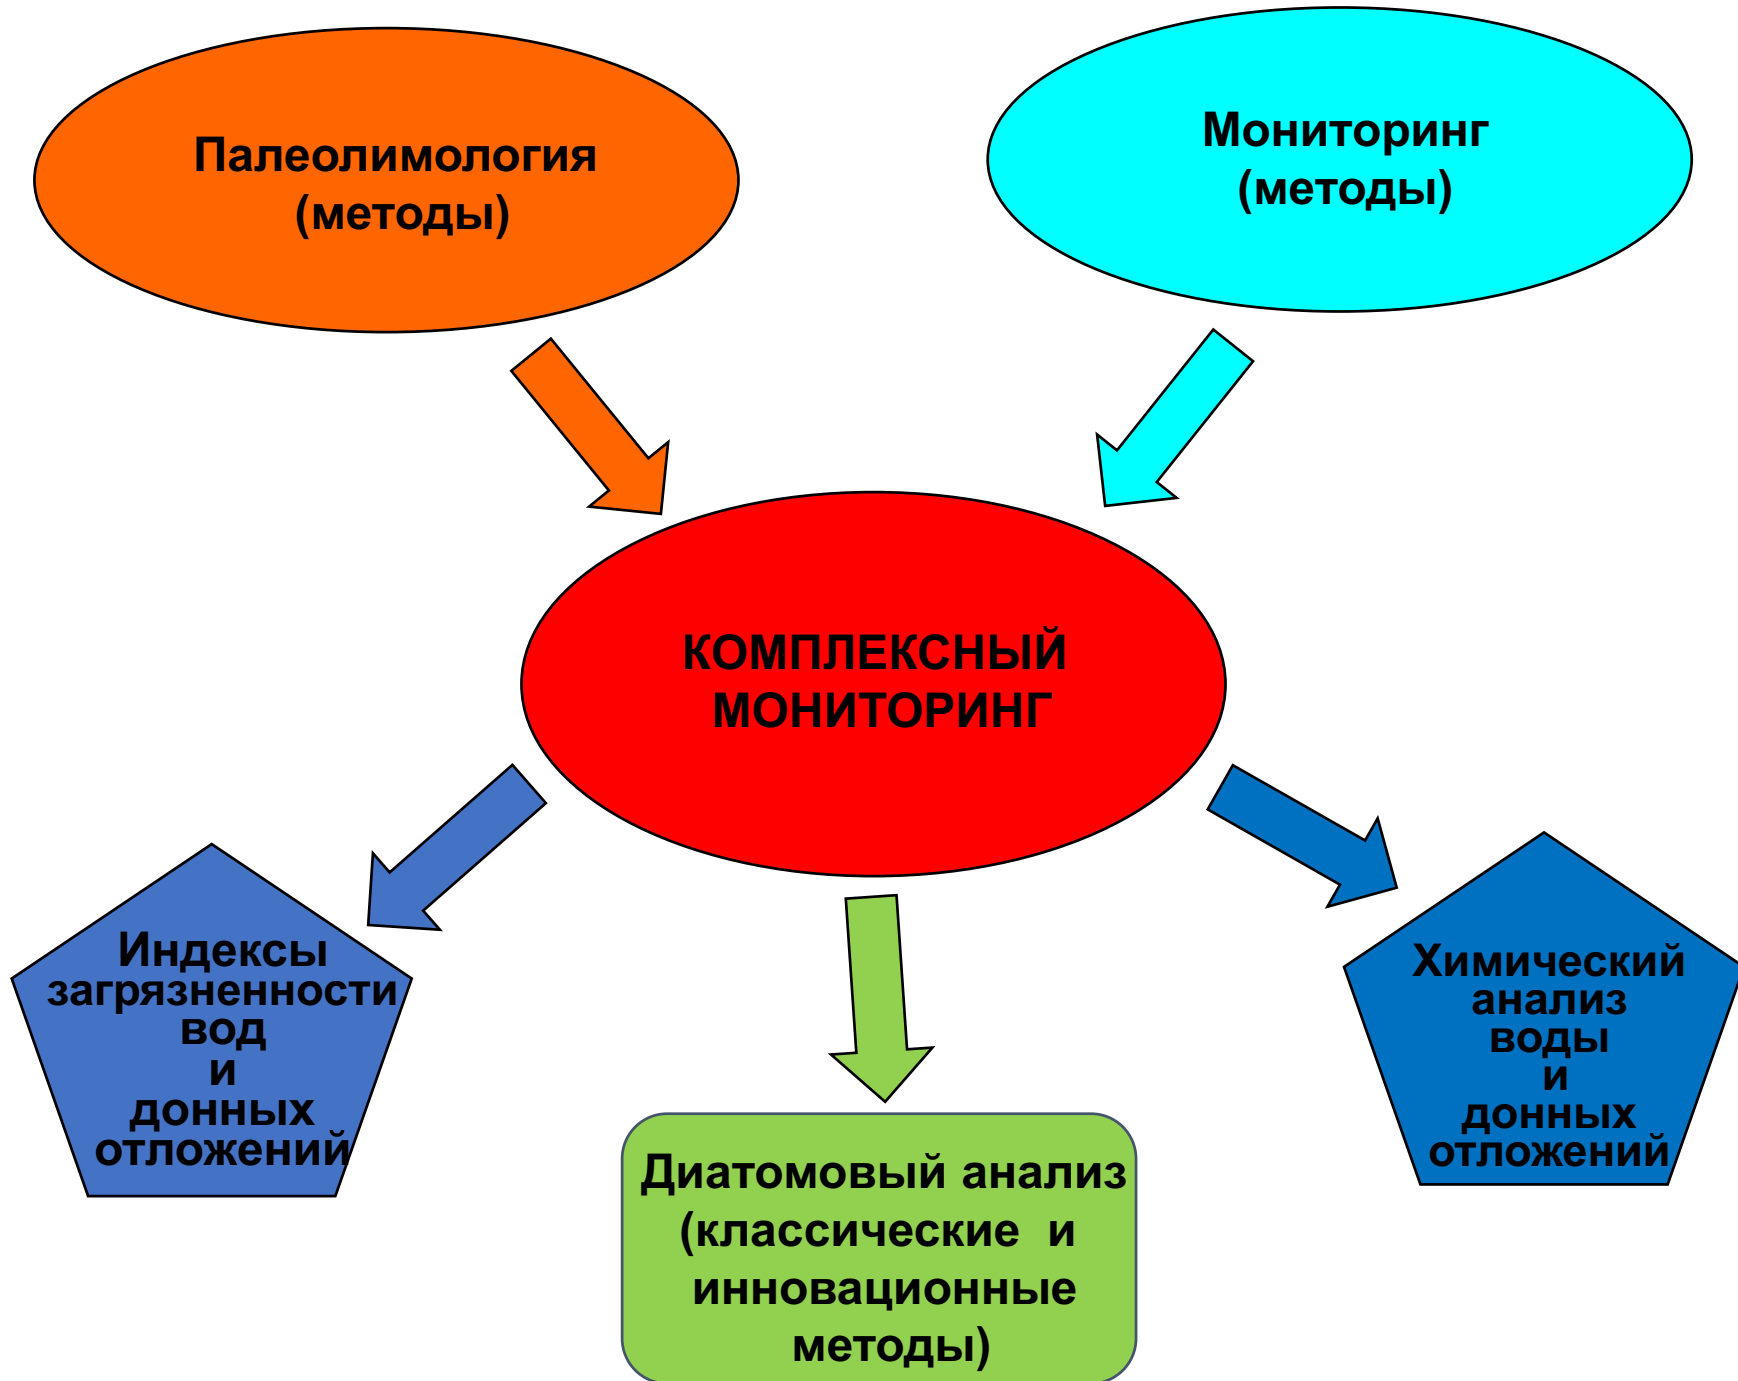 Палеолимология
(методы)
Мониторинг
(методы)
КОМПЛЕКСНЫЙ
МОНИТОРИНГ
Индексы
загрязненности
вод
и
донных
отложений
Диатомовый анализ
(классические и
инновационные
методы)
Химический
анализ
воды
и
донных
отложений